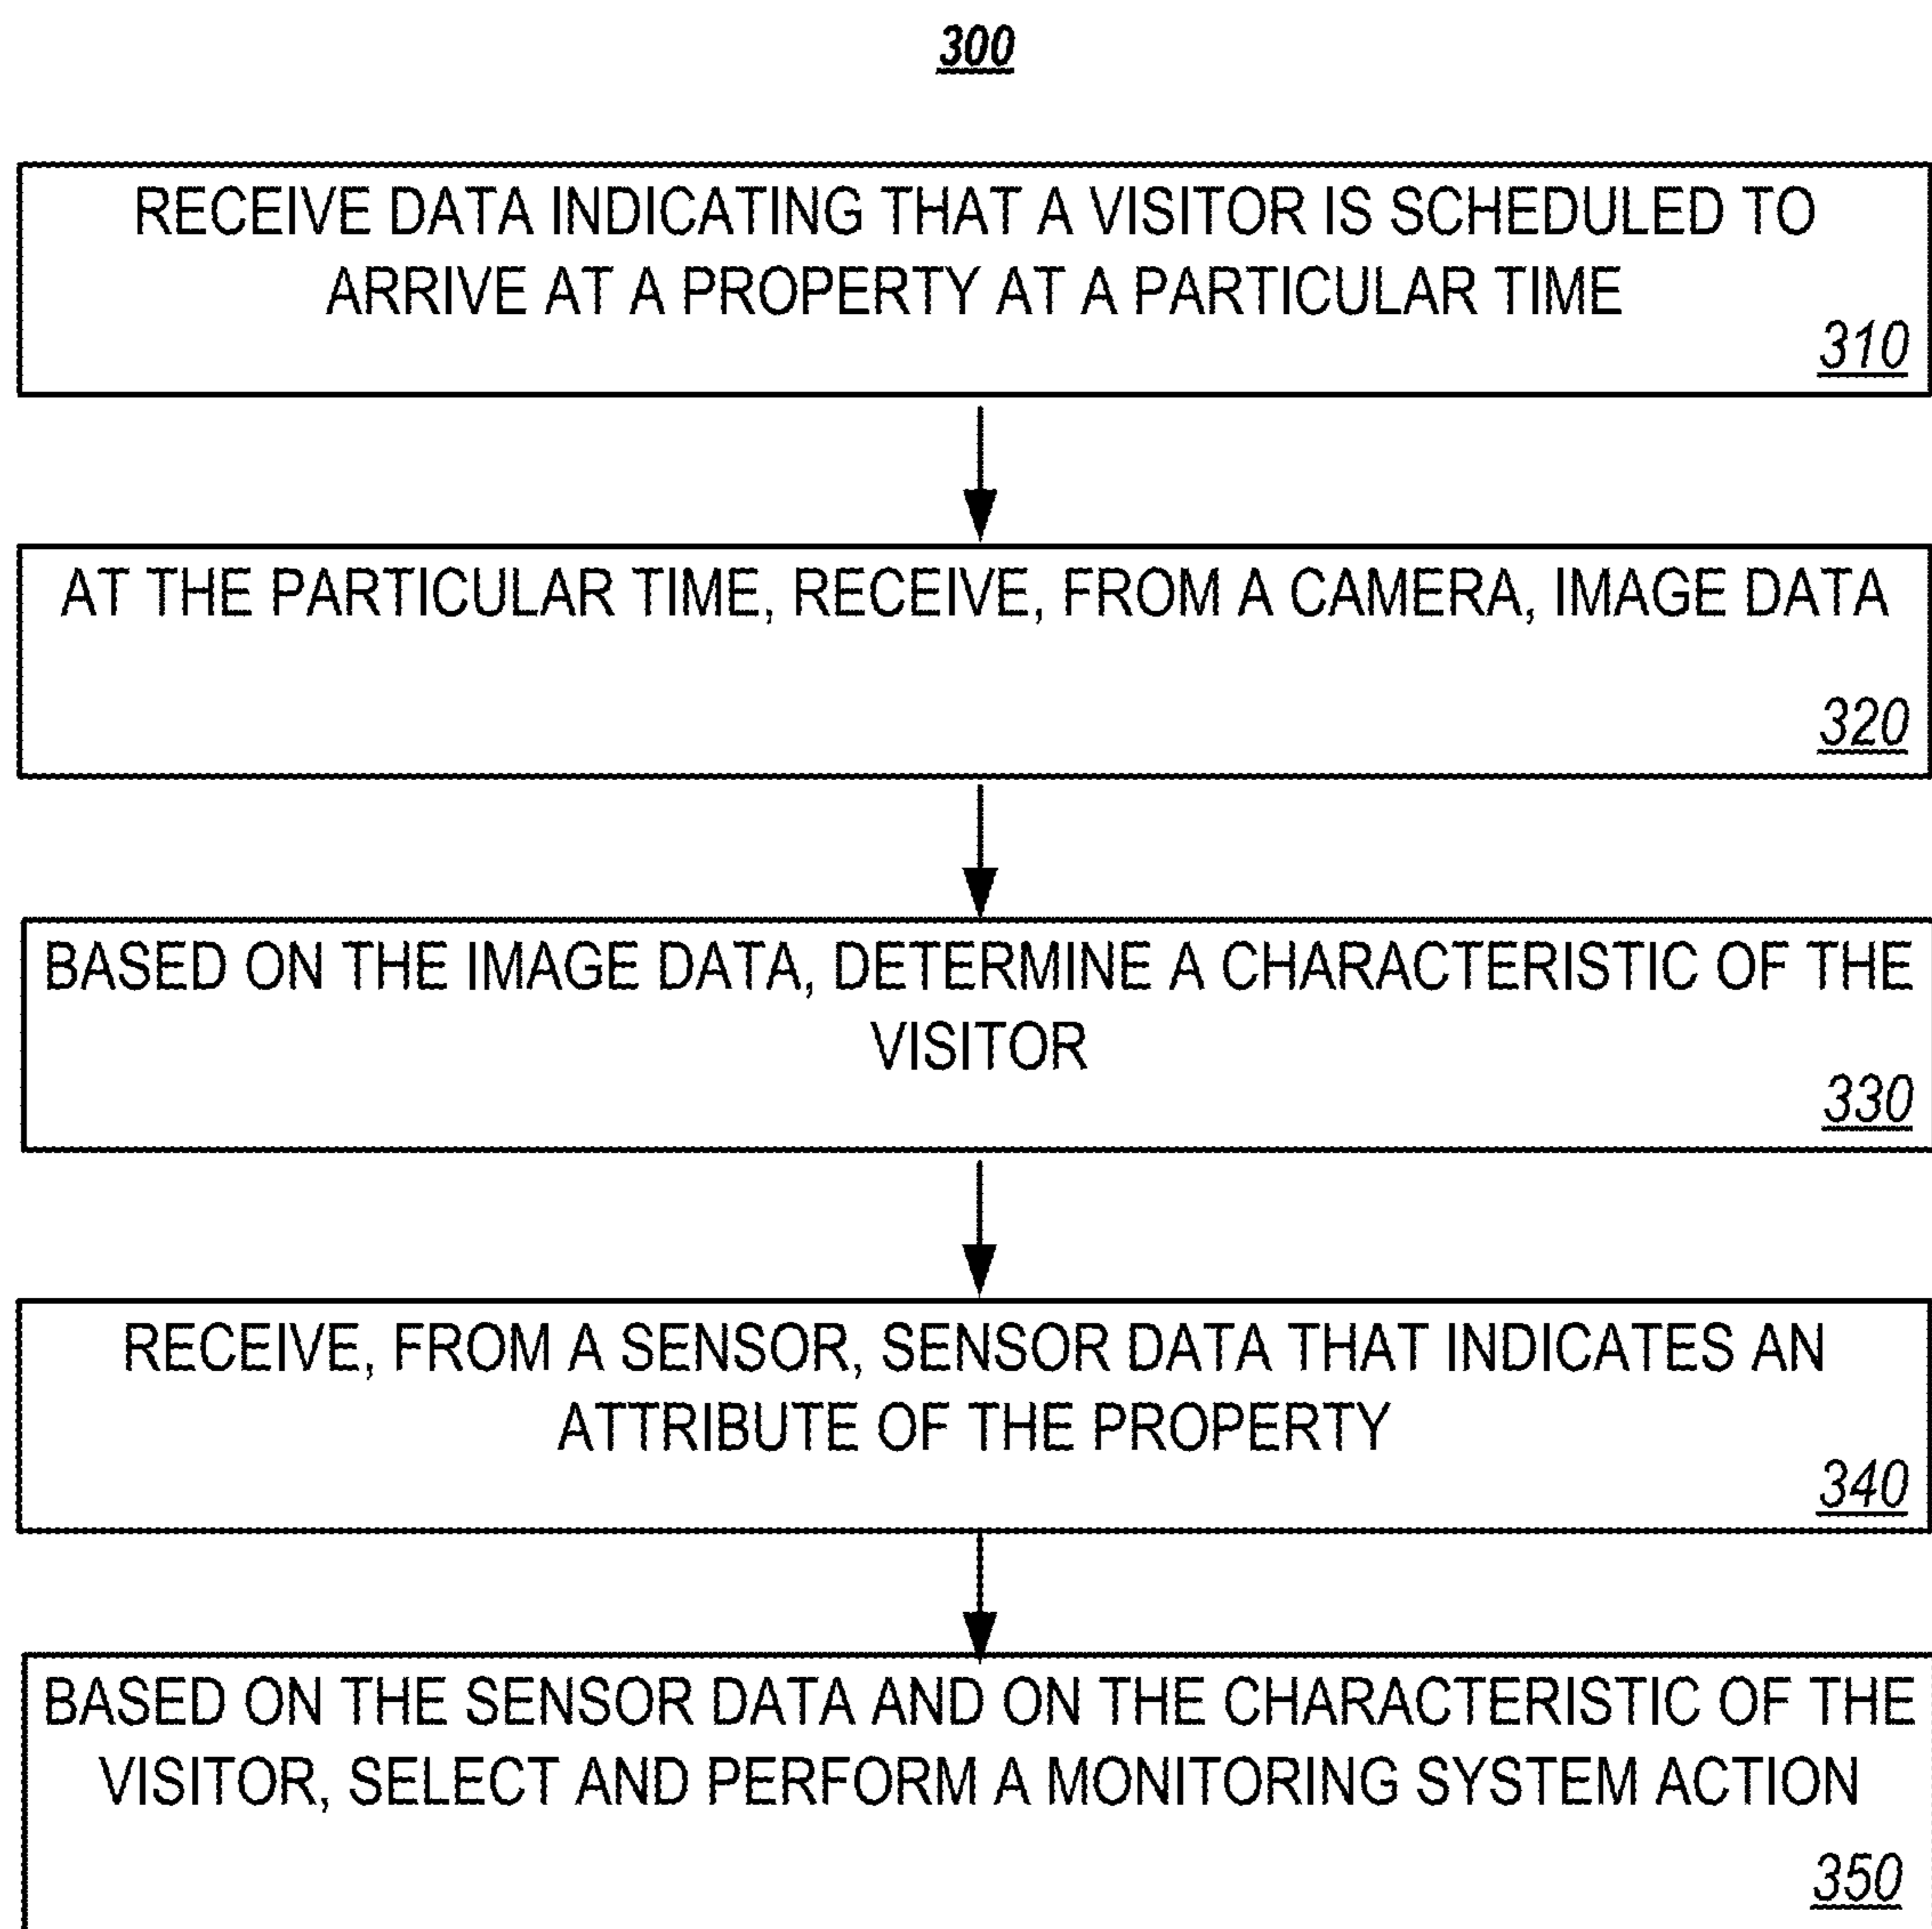 300
RECEIVE DATA INDICATING THAT A VISITOR IS SCHEDULED TO
ARRIVE AT A PROPERTY AT A PARTICULAR TIME
310
AT THE PARTICULAR TIME, RECEIVE, FROM A CAMERA, IMAGE DATA
320
BASED ON THE IMAGE DATA, DETERMINE A CHARACTERISTIC OF THE
VISITOR
330
RECEIVE, FROM A SENSOR, SENSOR DATA THAT INDICATES AN
ATTRIBUTE OF THE PROPERTY
340
BASED ON THE SENSOR DATA AND ON THE CHARACTERISTIC OF THE
VISITOR, SELECT AND PERFORM A MONITORING SYSTEM ACTION
350